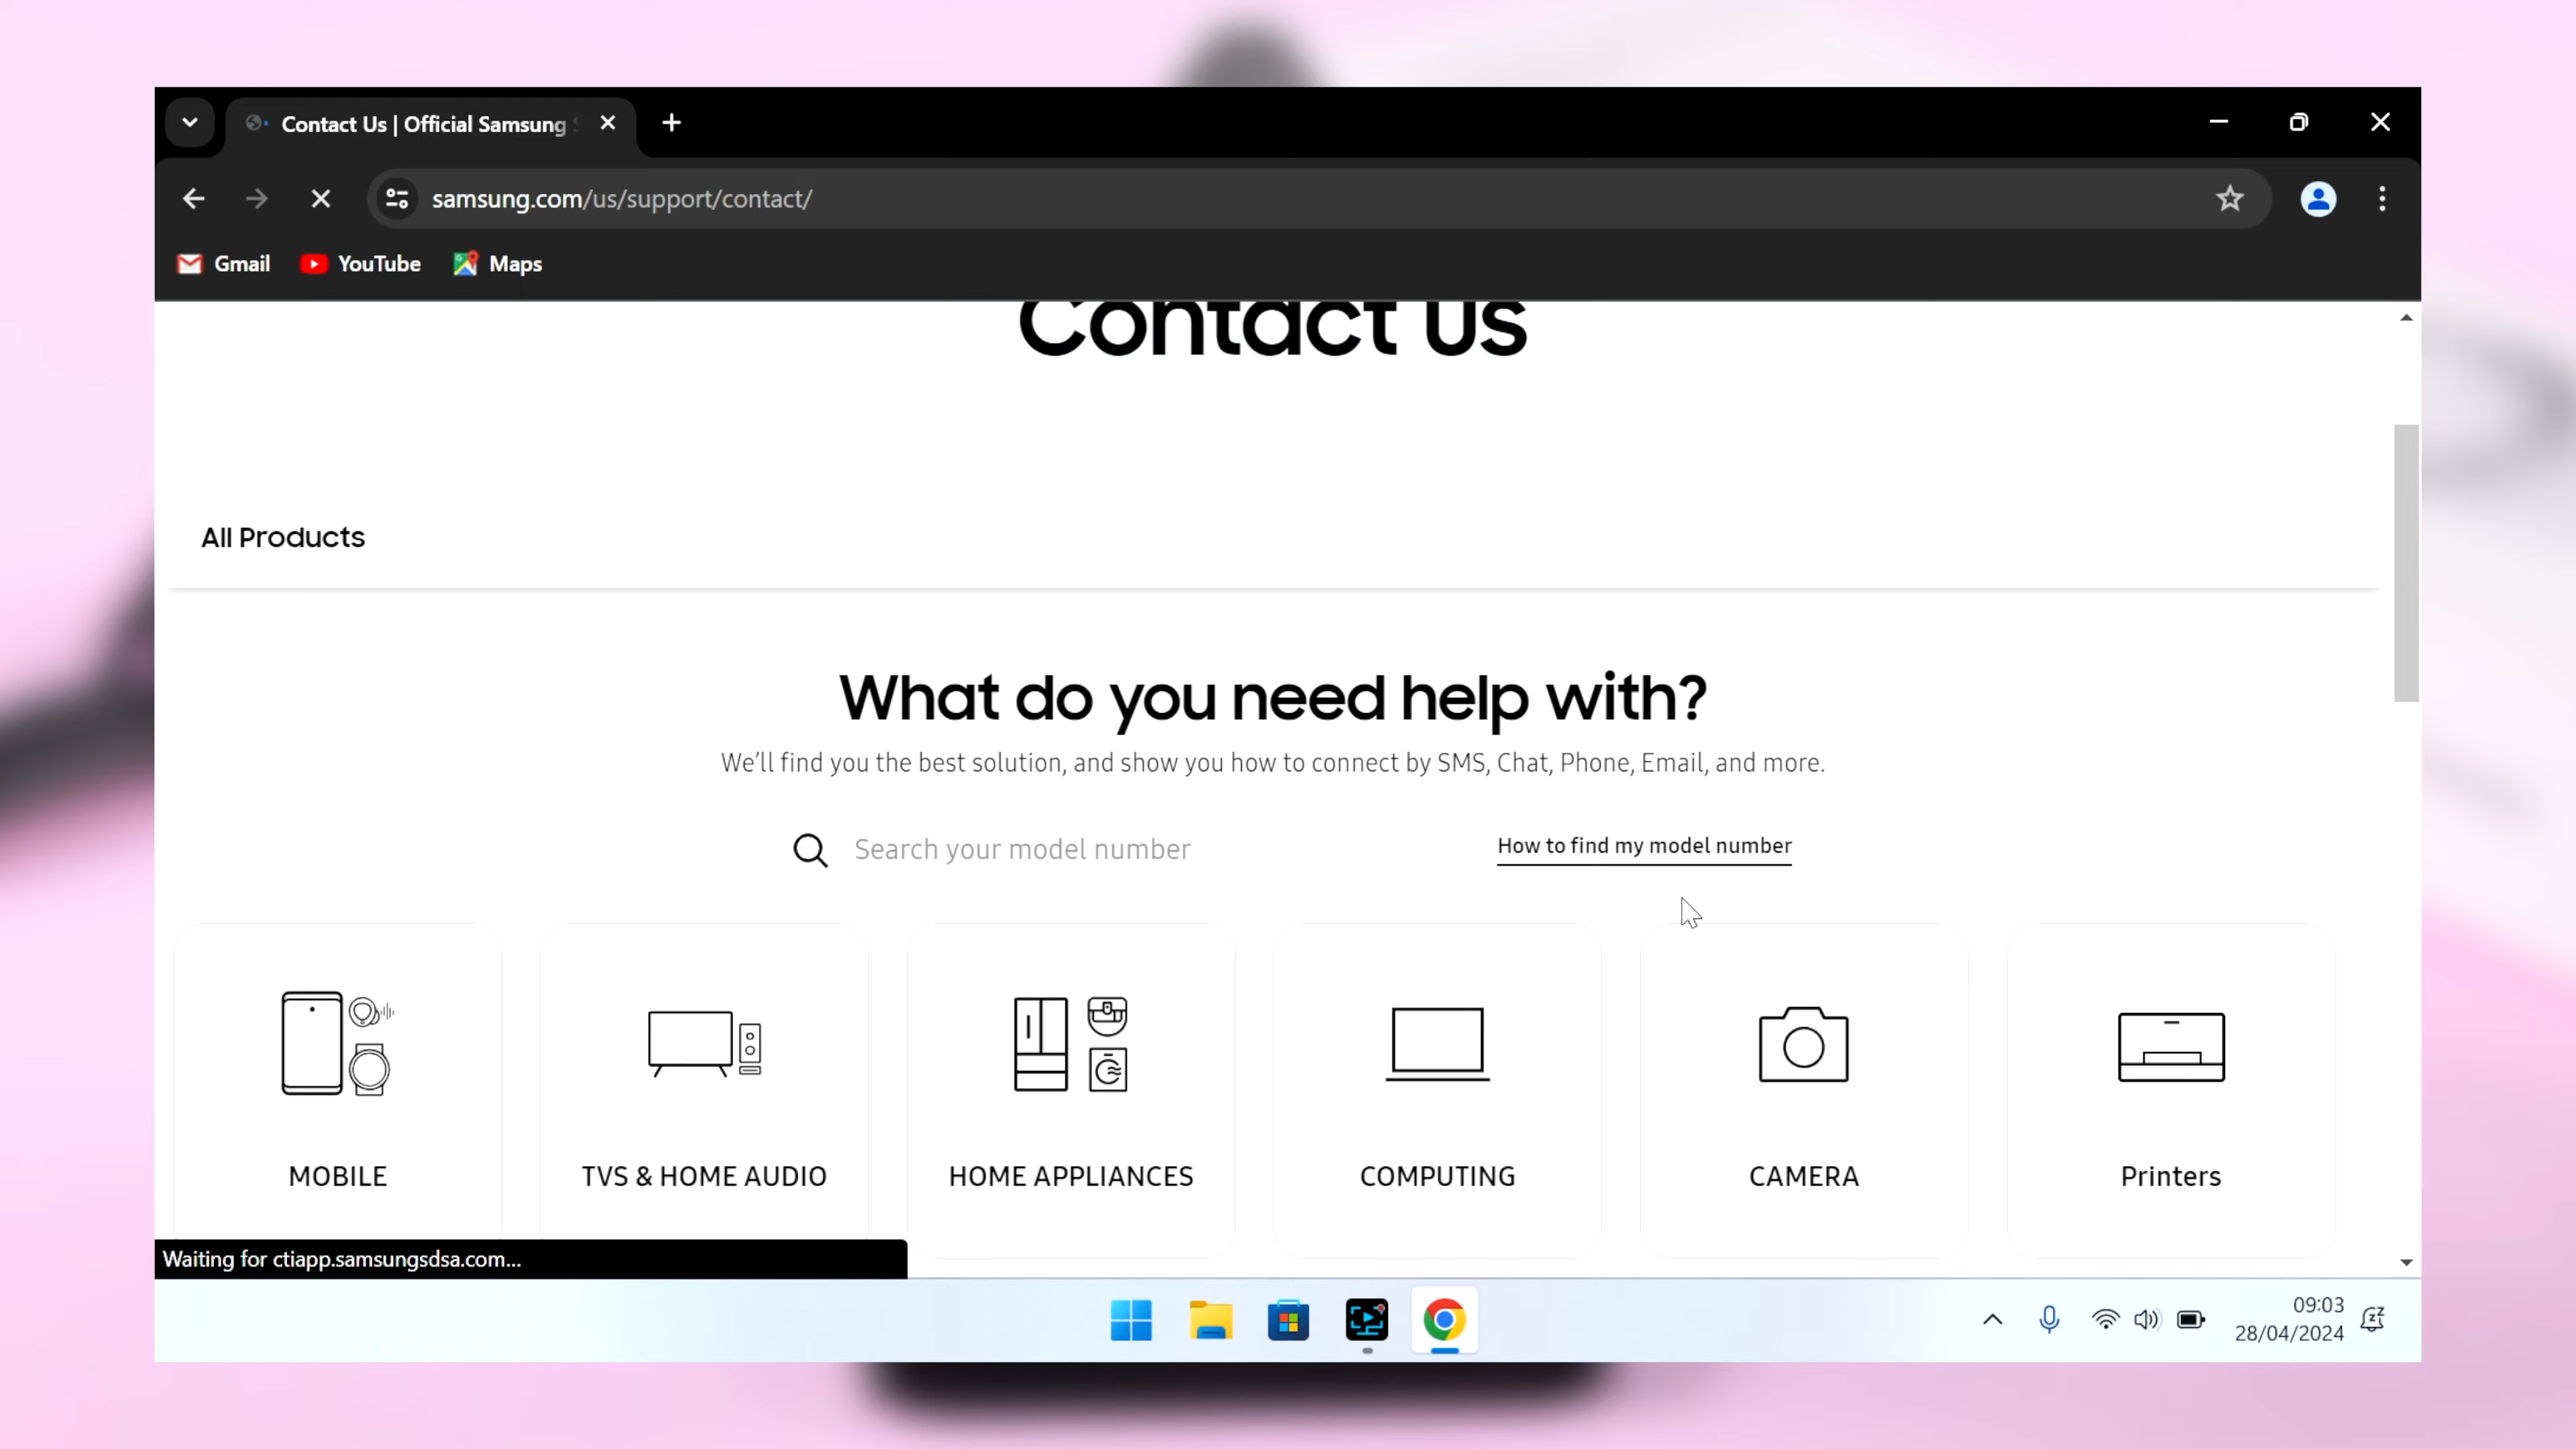 Contact Us | Official Samsung
samsung.com/us/support/contact/
Gmail YouTube Maps
Contact Us
All Products
What do you need help with?
We'll find you the best solution, and show you how to connect by SMS, Chat, Phone, Email, and more.
Search your model number How to find my model number
MOBILE TVS & HOME AUDIO HOME APPLIANCES COMPUTING CAMERA Printers
Waiting for ctiapp.samsungsdsa.com...
09:03
28/04/2024